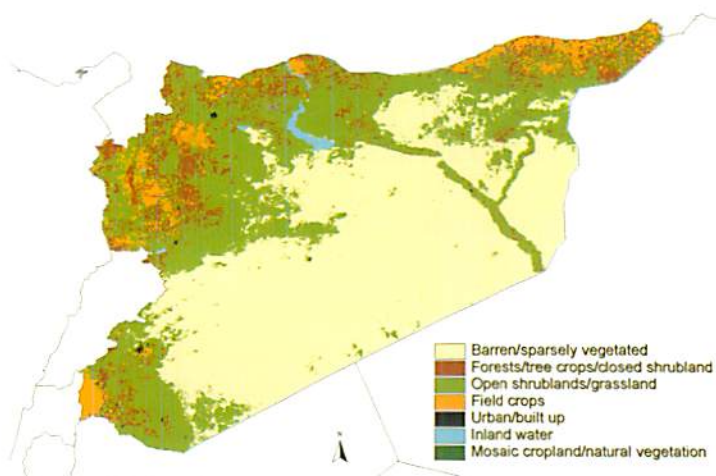 Barren/sparsely vegetated
Forests/tree crops/closed shrubland
Open shrublands/grassland
Field crops
Urban/built up
Inland water
Mosaic cropland/natural vegetation